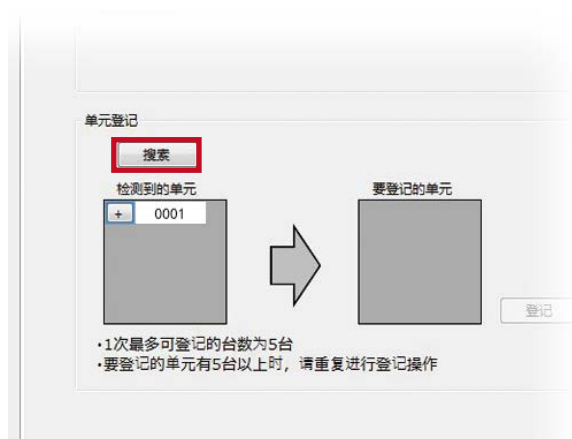 单元登记
搜索
检测到的单元
要登记的单元
+ 0001
登记
·1次最多可登记的台数为5台
·要登记的单元有5台以上时，请重复进行登记操作